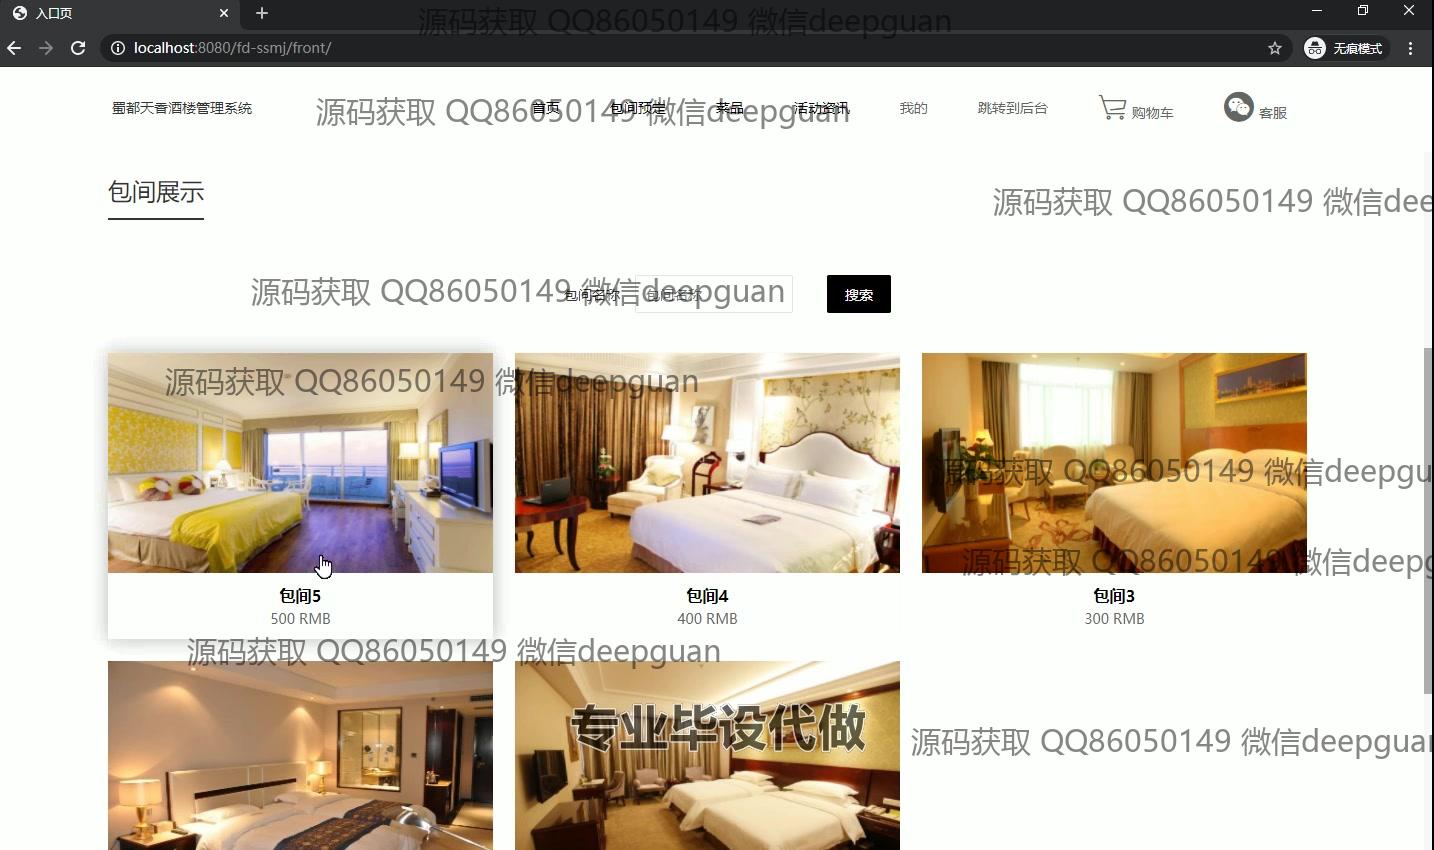 入口页
源码获取 QQ86050149 微信deepguan
localhost:8080/fd-ssmj/front/
无痕模式
蜀都天香酒楼管理系统
首页
包间预定
菜品
活动资讯
我的
跳转到后台
购物车
客服
源码获取 QQ86050149 微信deepguan
包间展示
源码获取 QQ86050149 微信dee
源码获取 QQ86050149 微信deepguan
包间名称
包间名称
搜索
源码获取 QQ86050149 微信deepguan
源码获取 QQ86050149 微信deepgu
源码获取 QQ86050149 微信deepg
包间5
包间4
包间3
500 RMB
400 RMB
300 RMB
源码获取 QQ86050149 微信deepguan
专业毕设代做
源码获取 QQ86050149 微信deepguan